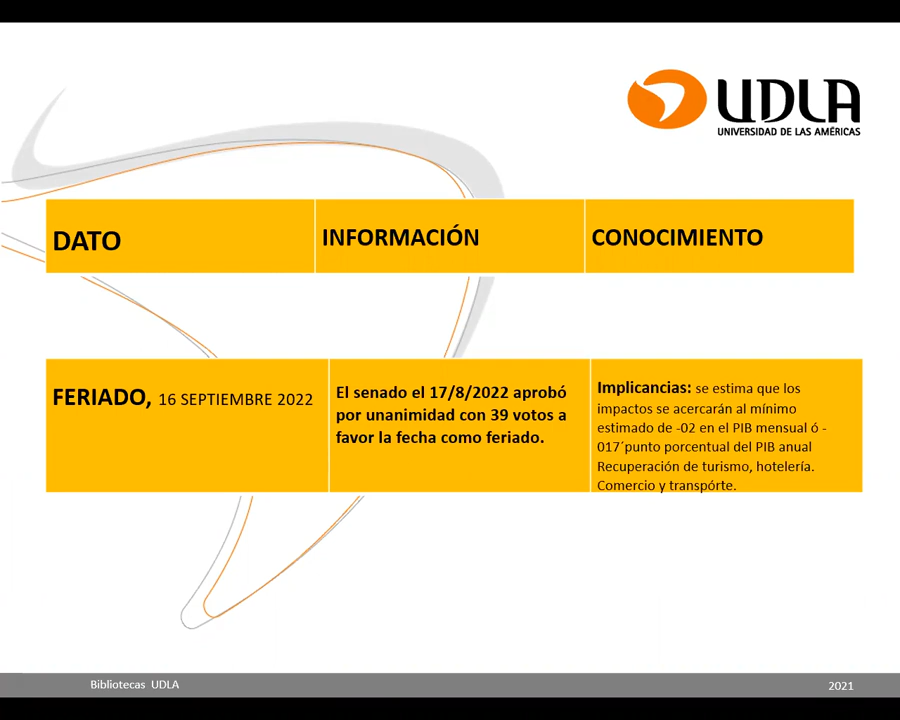 UDLA
UNIVERSIDAD DE LAS AMÉRICAS
DATO
INFORMACIÓN
CONOCIMIENTO
FERIADO, 16 SEPTIEMBRE 2022
El senado el 17/8/2022 aprobó
por unanimidad con 39 votos a
favor la fecha como feriado.
Implicancias: se estima que los
impactos se acercarán al mínimo
estimado de -02 en el PIB mensual ó -
017´punto porcentual del PIB anual
Recuperación de turismo, hotelería.
Comercio y transpórte.
Bibliotecas UDLA
2021